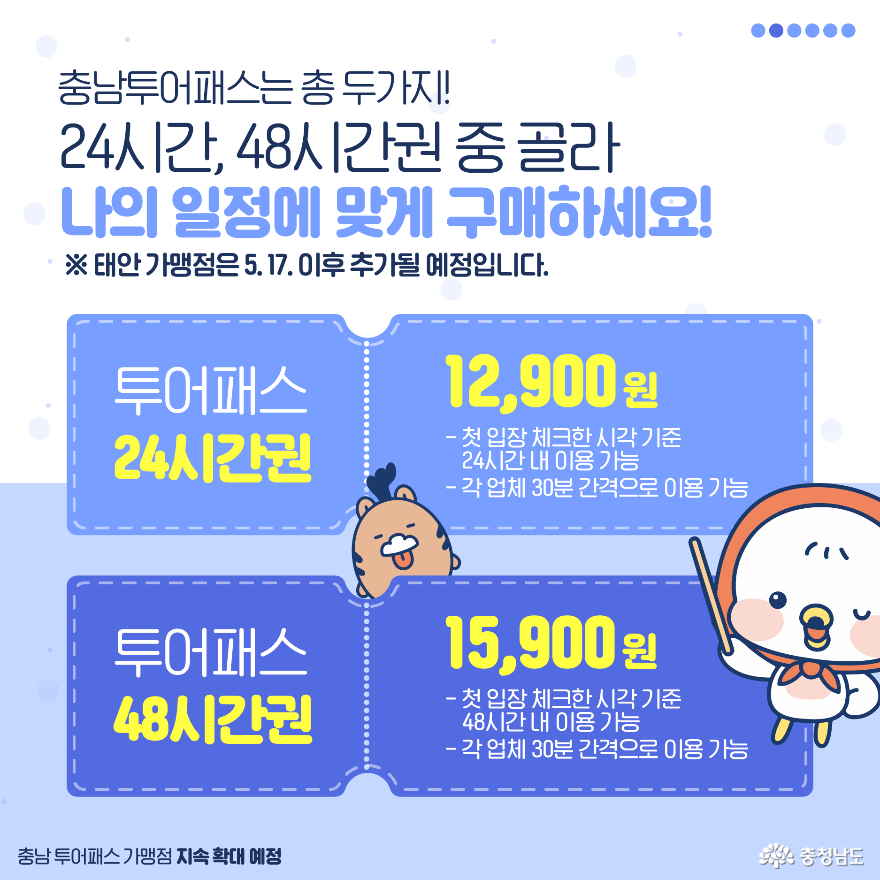 충남투어패스는 총 두가지!
24시간, 48시간권 중 골라
나의 일정에 맞게 구매하세요!
※ 태안 가맹점은 5. 17. 이후 추가될 예정입니다.
투어패스
24시간권
12,900원
- 첫 입장 체크한 시각 기준
24시간 내 이용 가능
- 각 업체 30분 간격으로 이용 가능
투어패스
48시간권
15,900원
- 첫 입장 체크한 시각 기준
48시간 내 이용 가능
- 각 업체 30분 간격으로 이용 가능
충남 투어패스 가맹점 지속 확대 예정
충청남도